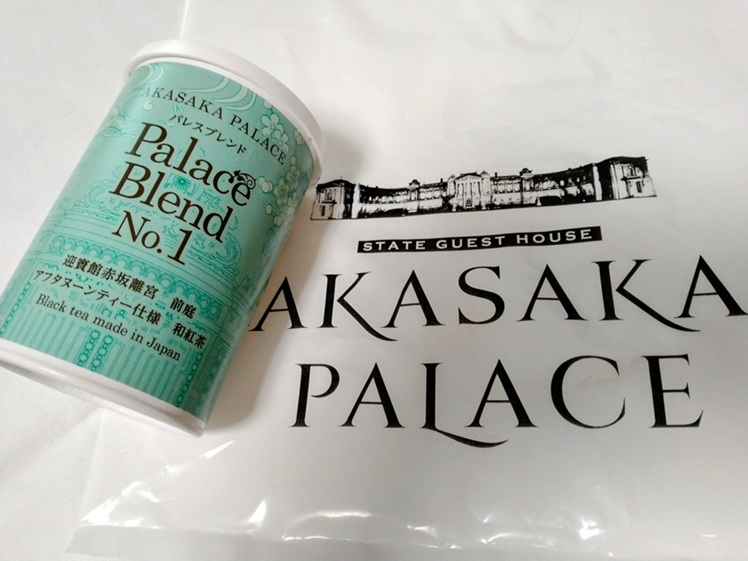 AKASAKA PALACE
パレスブレンド
Palace
Blend
No.1
迎賓館赤坂離宮 前庭
アフタヌーンティー仕様 和紅茶
Black tea made in Japan
STATE GUEST HOUSE
AKASAKA
PALACE